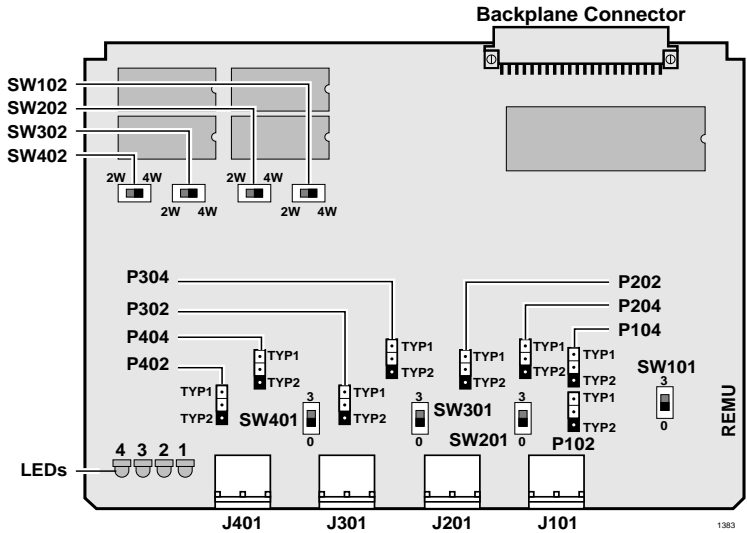 Backplane Connector
SW102
SW202
SW302
SW402
2W 4W 2W 4W
2W 4W 2W 4W
P304
P302
P404
P402
P202
P204
P104
TYP1 TYP1 TYP1 TYP1 TYP1
TYP2 TYP2 TYP2 TYP2 TYP2
TYP1 TYP1 TYP1
TYP2 TYP2 TYP2
SW101
3
0
SW401
3
0
SW301
3
0
SW201
3
0
P102
REMU
4 3 2 1
LEDs
J401 J301 J201 J101
1383